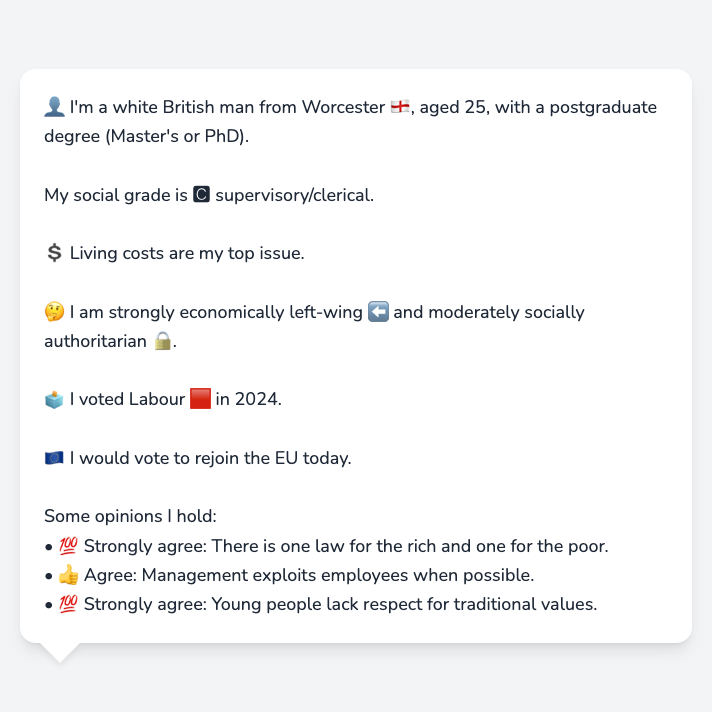 👤 I'm a white British man from Worcester 🏴󠁧󠁢󠁥󠁮󠁧󠁿, aged 25, with a postgraduate
degree (Master's or PhD).
My social grade is 🅲 supervisory/clerical.
💲 Living costs are my top issue.
🤔 I am strongly economically left-wing ⬅️ and moderately socially
authoritarian 🔒.
🗳️ I voted Labour 🟥 in 2024.
🇪🇺 I would vote to rejoin the EU today.
Some opinions I hold:
• 💯 Strongly agree: There is one law for the rich and one for the poor.
• 👍 Agree: Management exploits employees when possible.
• 💯 Strongly agree: Young people lack respect for traditional values.